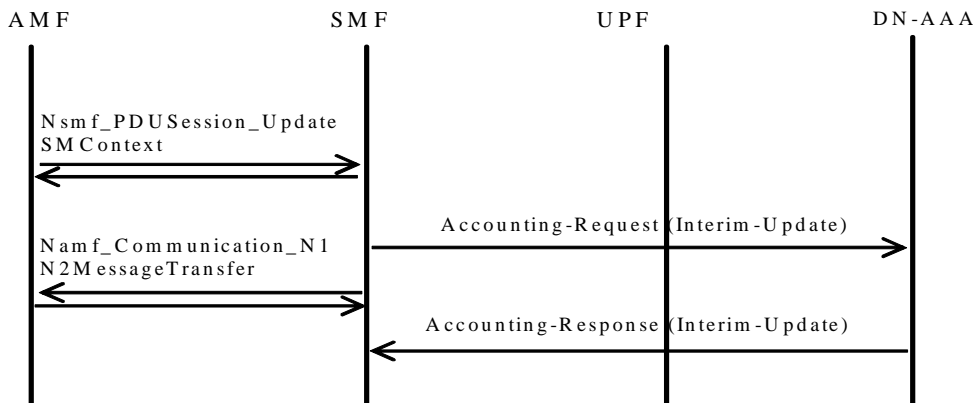 AMF SMF UPF DN-AAA
Nsmf_PDUSession_Update
SMContext
Accounting-Request (Interim-Update)
Namf_Communication_N1
N2MessageTransfer
Accounting-Response (Interim-Update)